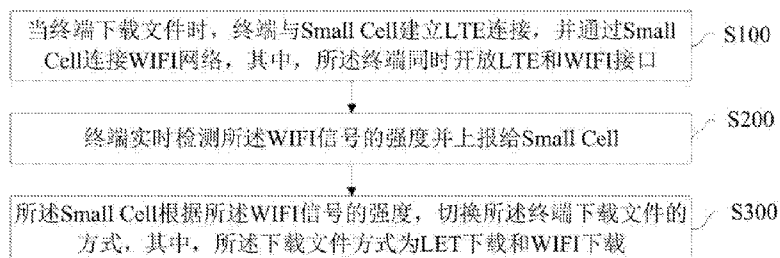 当终端下载文件时，终端与Small Cell建立LTE连接，并通过Small
Cell连接WIFI网络，其中，所述终端同时开放LTE和WIFI接口
S100
终端实时检测所述WIFI信号的强度并上报给Small Cell
S200
所述Small Cell根据所述WIFI信号的强度，切换所述终端下载文件的
方式，其中，所述下载文件方式为LET下载和WIFI下载
S300